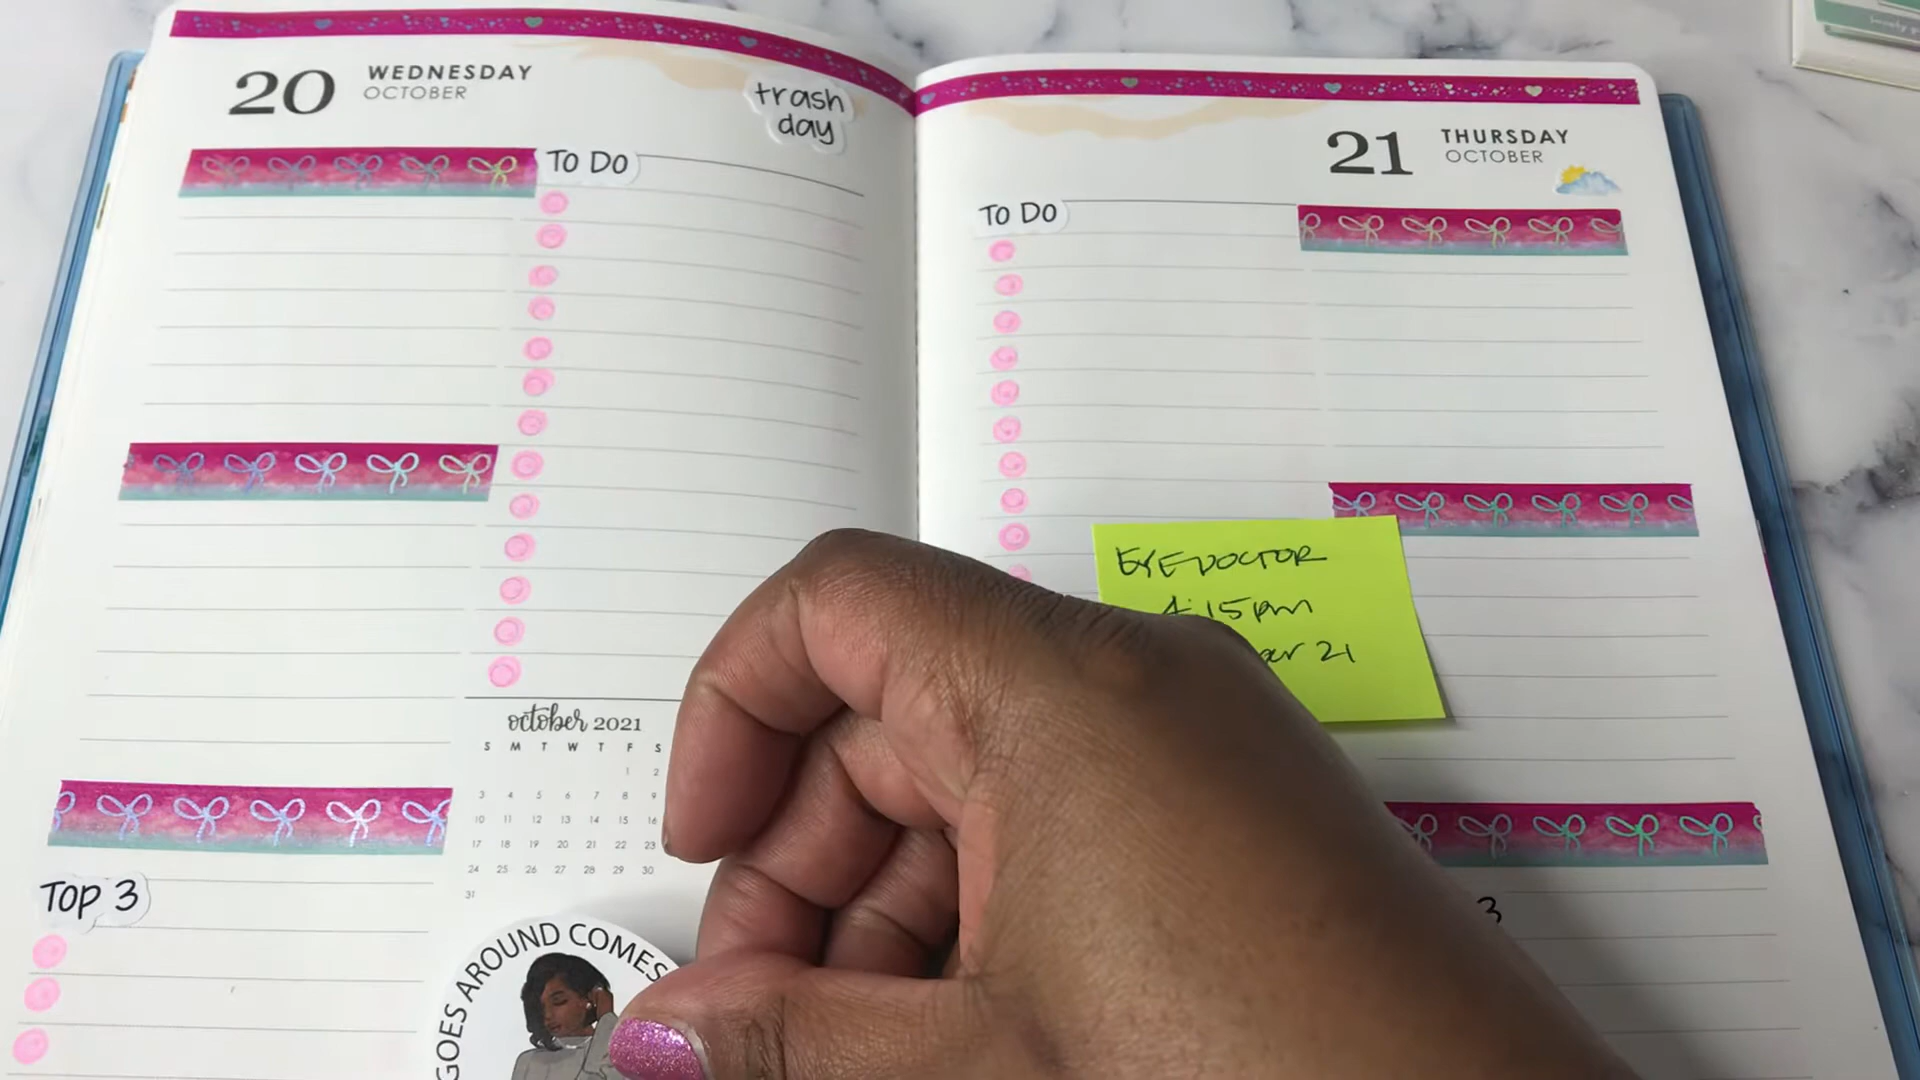 20 WEDNESDAY
OCTOBER
trash
day
TO DO
october 2021
S M T W T F S
1 2
3 4 5 6 7 8 9
10 11 12 13 14 15 16
17 18 19 20 21 22 23
24 25 26 27 28 29 30
31
TOP 3
GOES AROUND COMES
21 THURSDAY
OCTOBER
TO DO
EYE DOCTOR
4:15pm
21
3